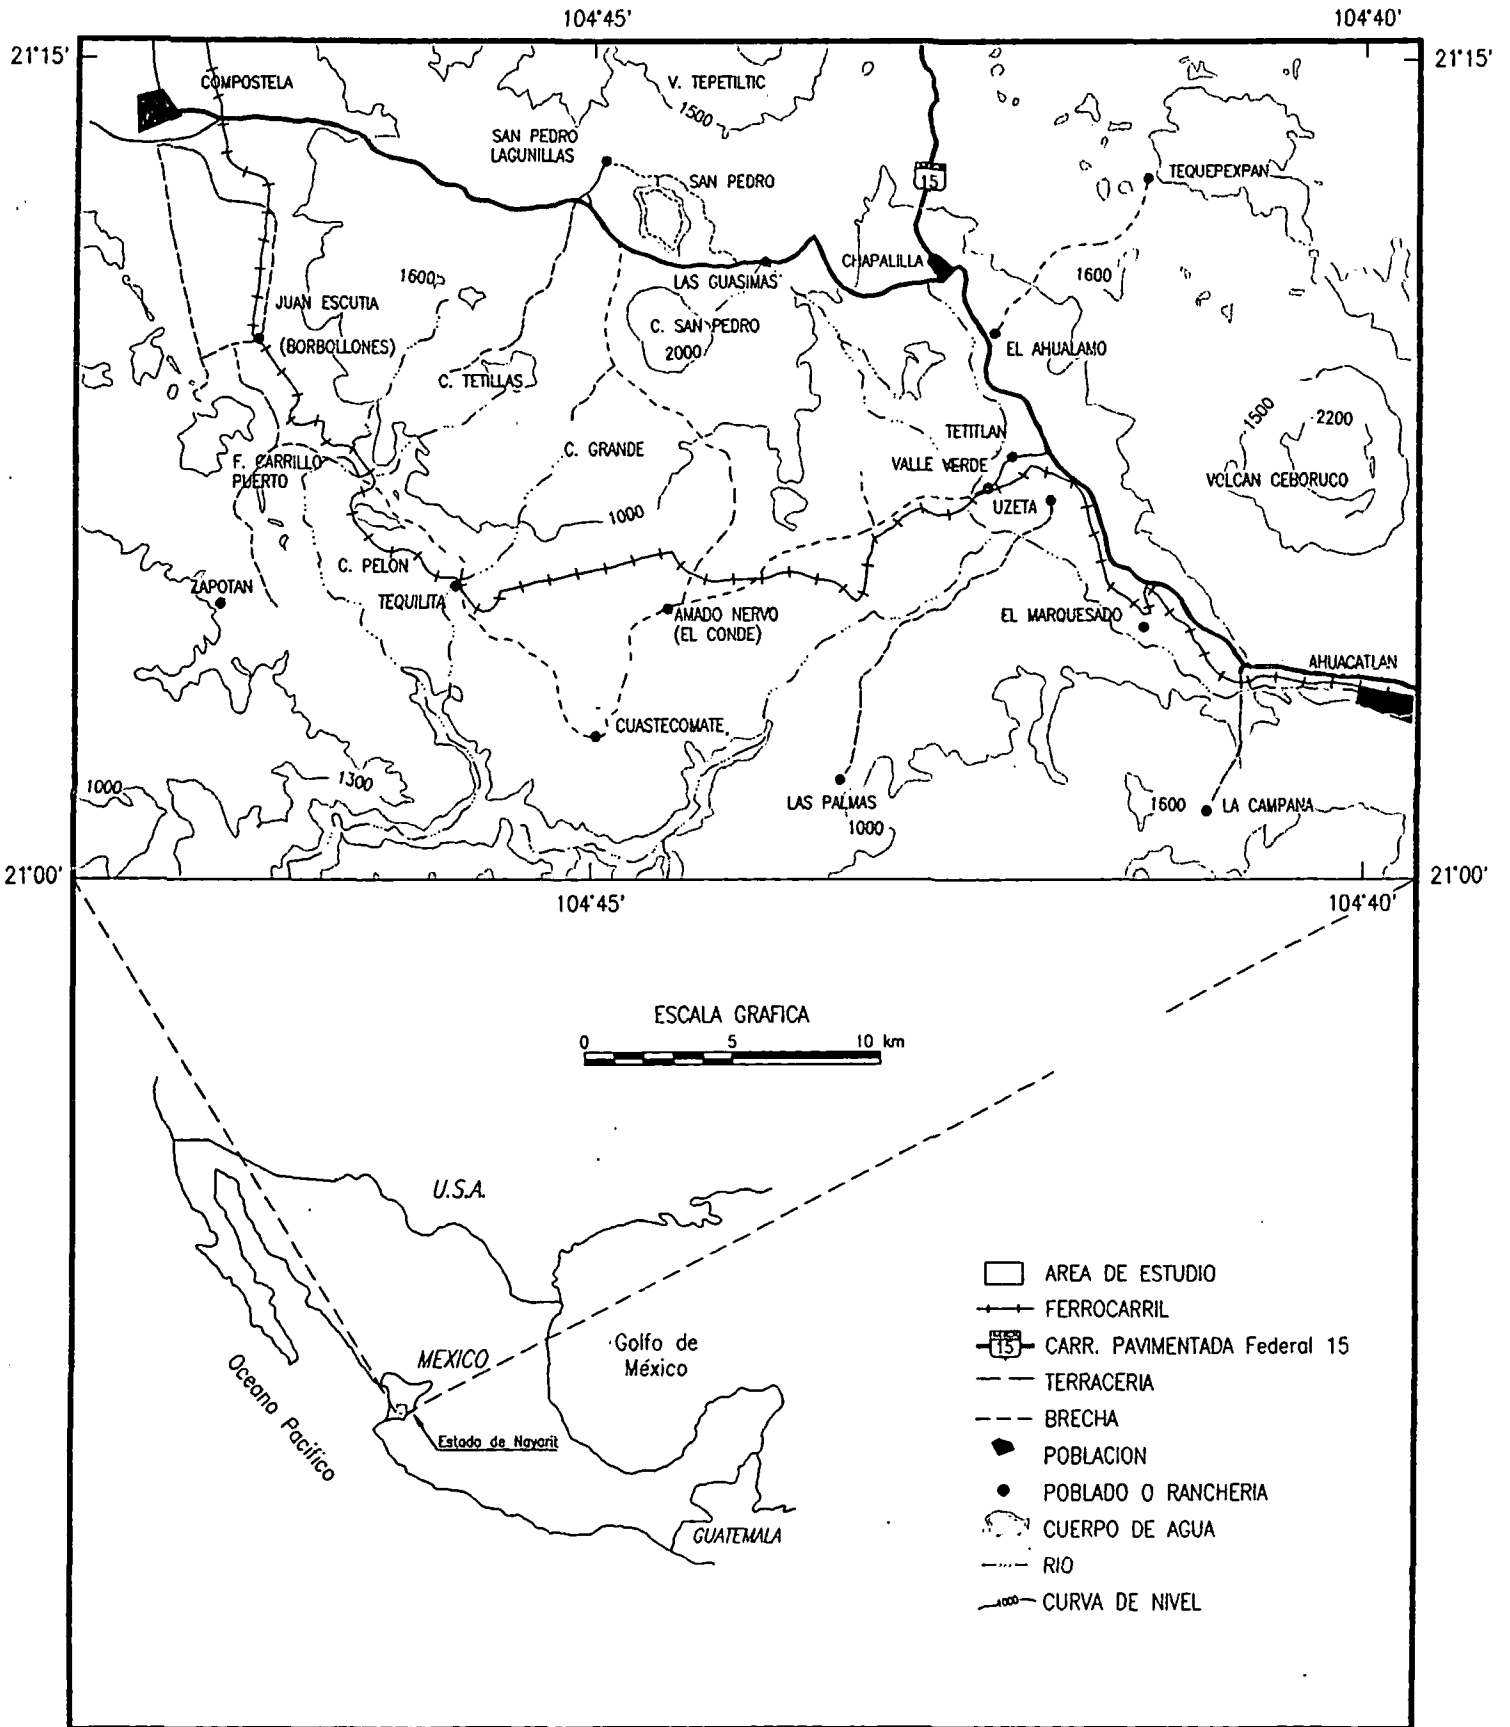 104°45'
104°40'
21°15'
21°15'
COMPOSTELA
V. TEPETILTIC
1500
SAN PEDRO
LAGUNILLAS
SAN PEDRO
15
TEQUEPEXPAN
CHAPALILLA
1600
1600
LAS GUASIMAS
JUAN ESCUTIA
(BORBOLLONES)
C. SAN PEDRO
2000
EL AHUALAMO
C. TETILLAS
1500
2200
TETITLAN
C. GRANDE
VALLE VERDE
F. CARRILLO
PUERTO
VOLCAN CEBORUCO
UZETA
1000
C. PELON
ZAPOTAN
TEQUILITA
AMADO NERVO
(EL CONDE)
EL MARQUESADO
AHUACATLAN
CUASTECOMATE
1300
1000
LAS PALMAS
1000
1600
LA CAMPANA
21°00'
21°00'
104°45'
104°40'
ESCALA GRAFICA
0 5 10 km
U.S.A.
MEXICO
Golfo de
México
Oceano Pacífico
Estado de Nayarit
GUATEMALA
AREA DE ESTUDIO
FERROCARRIL
15 CARR. PAVIMENTADA Federal 15
TERRACERIA
BRECHA
POBLACION
POBLADO O RANCHERIA
CUERPO DE AGUA
RIO
1000 CURVA DE NIVEL